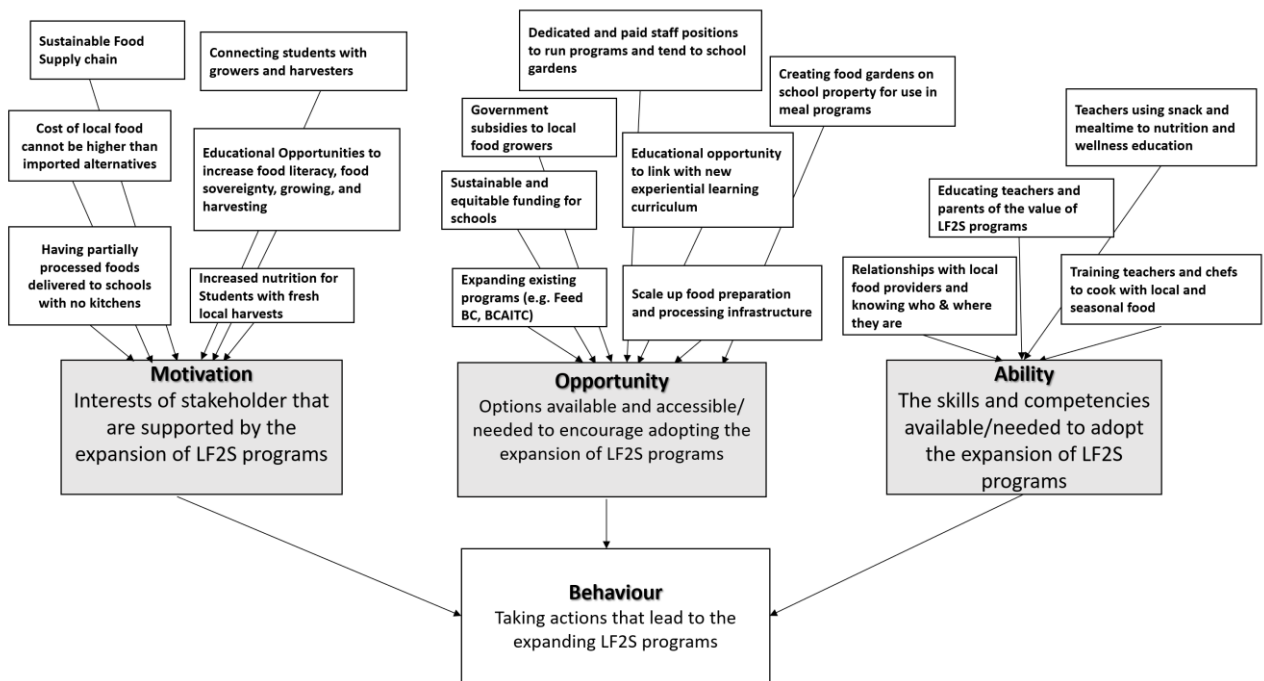 Sustainable Food
Supply chain
Connecting students with
growers and harvesters
Cost of local food
cannot be higher than
imported alternatives
Educational Opportunities to
increase food literacy, food
sovereignty, growing, and
harvesting
Having partially
processed foods
delivered to schools
with no kitchens
Increased nutrition for
Students with fresh
local harvests
Dedicated and paid staff positions
to run programs and tend to school
gardens
Creating food gardens on
school property for use in
meal programs
Government
subsidies to local
food growers
Educational opportunity
to link with new
experiential learning
curriculum
Sustainable and
equitable funding for
schools
Expanding existing
programs (e.g. Feed
BC, BCAITC)
Scale up food preparation
and processing infrastructure
Teachers using snack and
mealtime to nutrition and
wellness education
Educating teachers and
parents of the value of
LF2S programs
Relationships with local
food providers and
knowing who & where
they are
Training teachers and chefs
to cook with local and
seasonal food
Motivation
Interests of stakeholder that
are supported by the
expansion of LF2S programs
Opportunity
Options available and accessible/
needed to encourage adopting the
expansion of LF2S programs
Ability
The skills and competencies
available/needed to adopt
the expansion of LF2S
programs
Behaviour
Taking actions that lead to the
expanding LF2S programs